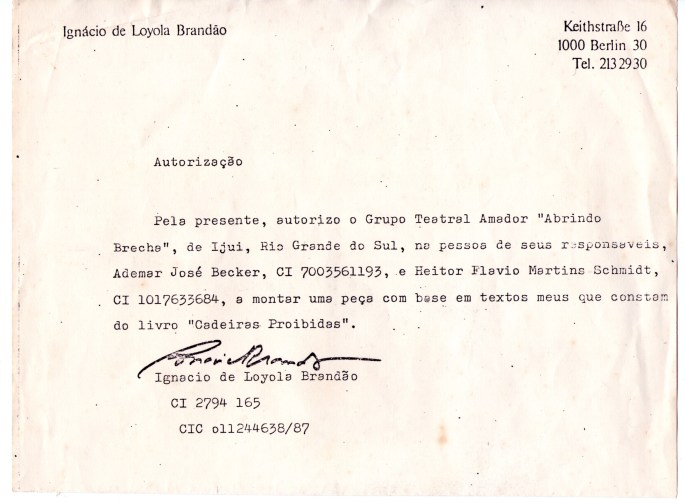 Ignácio de Loyola Brandão
Keithstraße 16
1000 Berlin 30
Tel. 2132930
Autorização
Pela presente, autorizo o Grupo Teatral Amador "Abrindo
Brecha", de Ijui, Rio Grande do Sul, na pessoa de seus responsaveis,
Ademar José Becker, CI 7003561193, e Heitor Flavio Martins Schmidt,
CI 1017633684, a montar uma peça com base em textos meus que constam
do livro "Cadeiras Proibidas".
Ignacio de Loyola Brandão
CI 2794 165
CIC o11244638/87